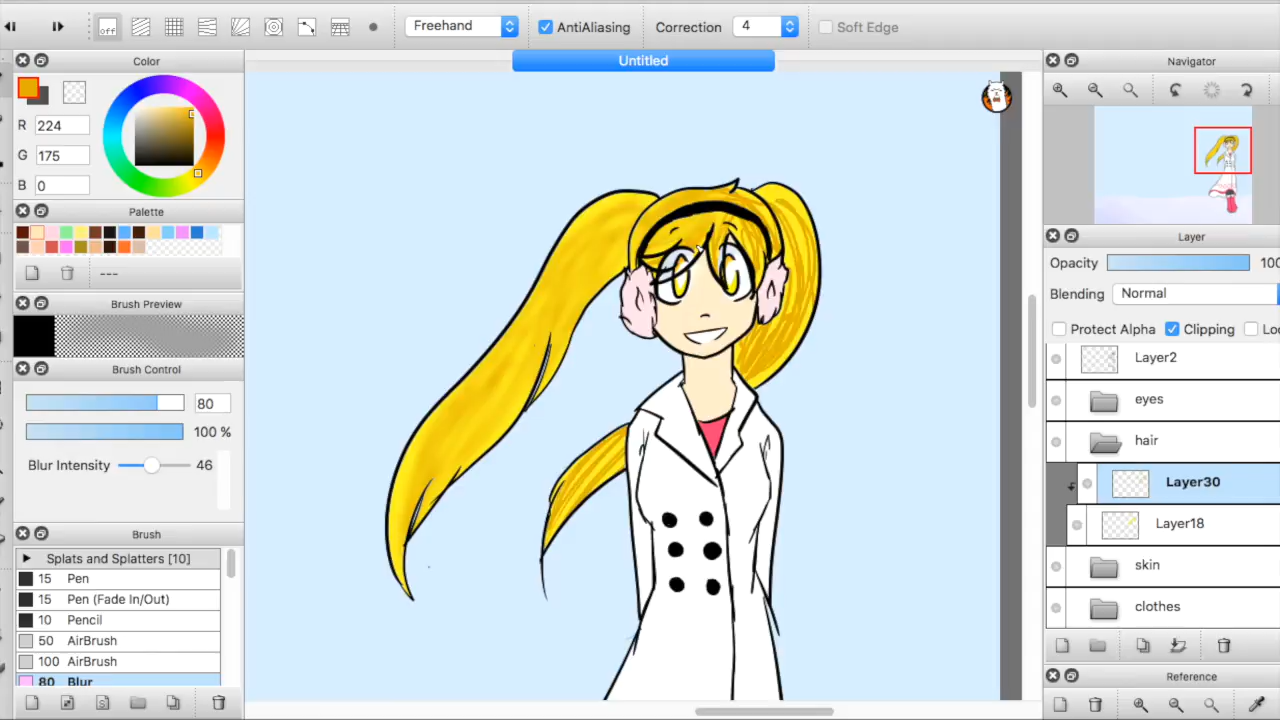 off
Freehand
AntiAliasing
Correction
4
Soft Edge
Untitled
Color
R 224
G 175
B 0
Palette
---
Brush Preview
Brush Control
80
100 %
Blur Intensity
46
Brush
Splats and Splatters [10]
15 Pen
15 Pen (Fade In/Out)
10 Pencil
50 AirBrush
100 AirBrush
80 Blur
Navigator
Layer
Opacity
100
Blending
Normal
Protect Alpha
Clipping
Loc
Layer2
eyes
hair
Layer30
Layer18
skin
clothes
Reference